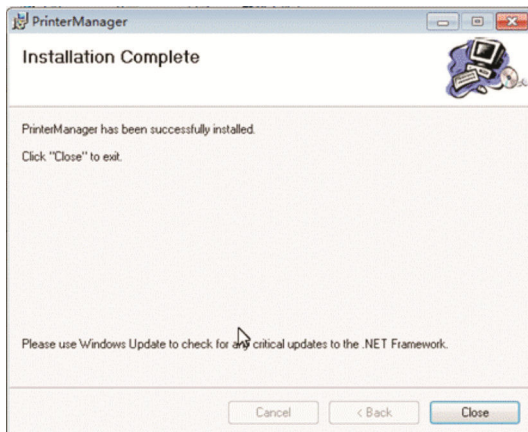 PrinterManager
Installation Complete
PrinterManager has been successfully installed.
Click "Close" to exit.
Please use Windows Update to check for any critical updates to the .NET Framework.
Cancel
< Back
Close